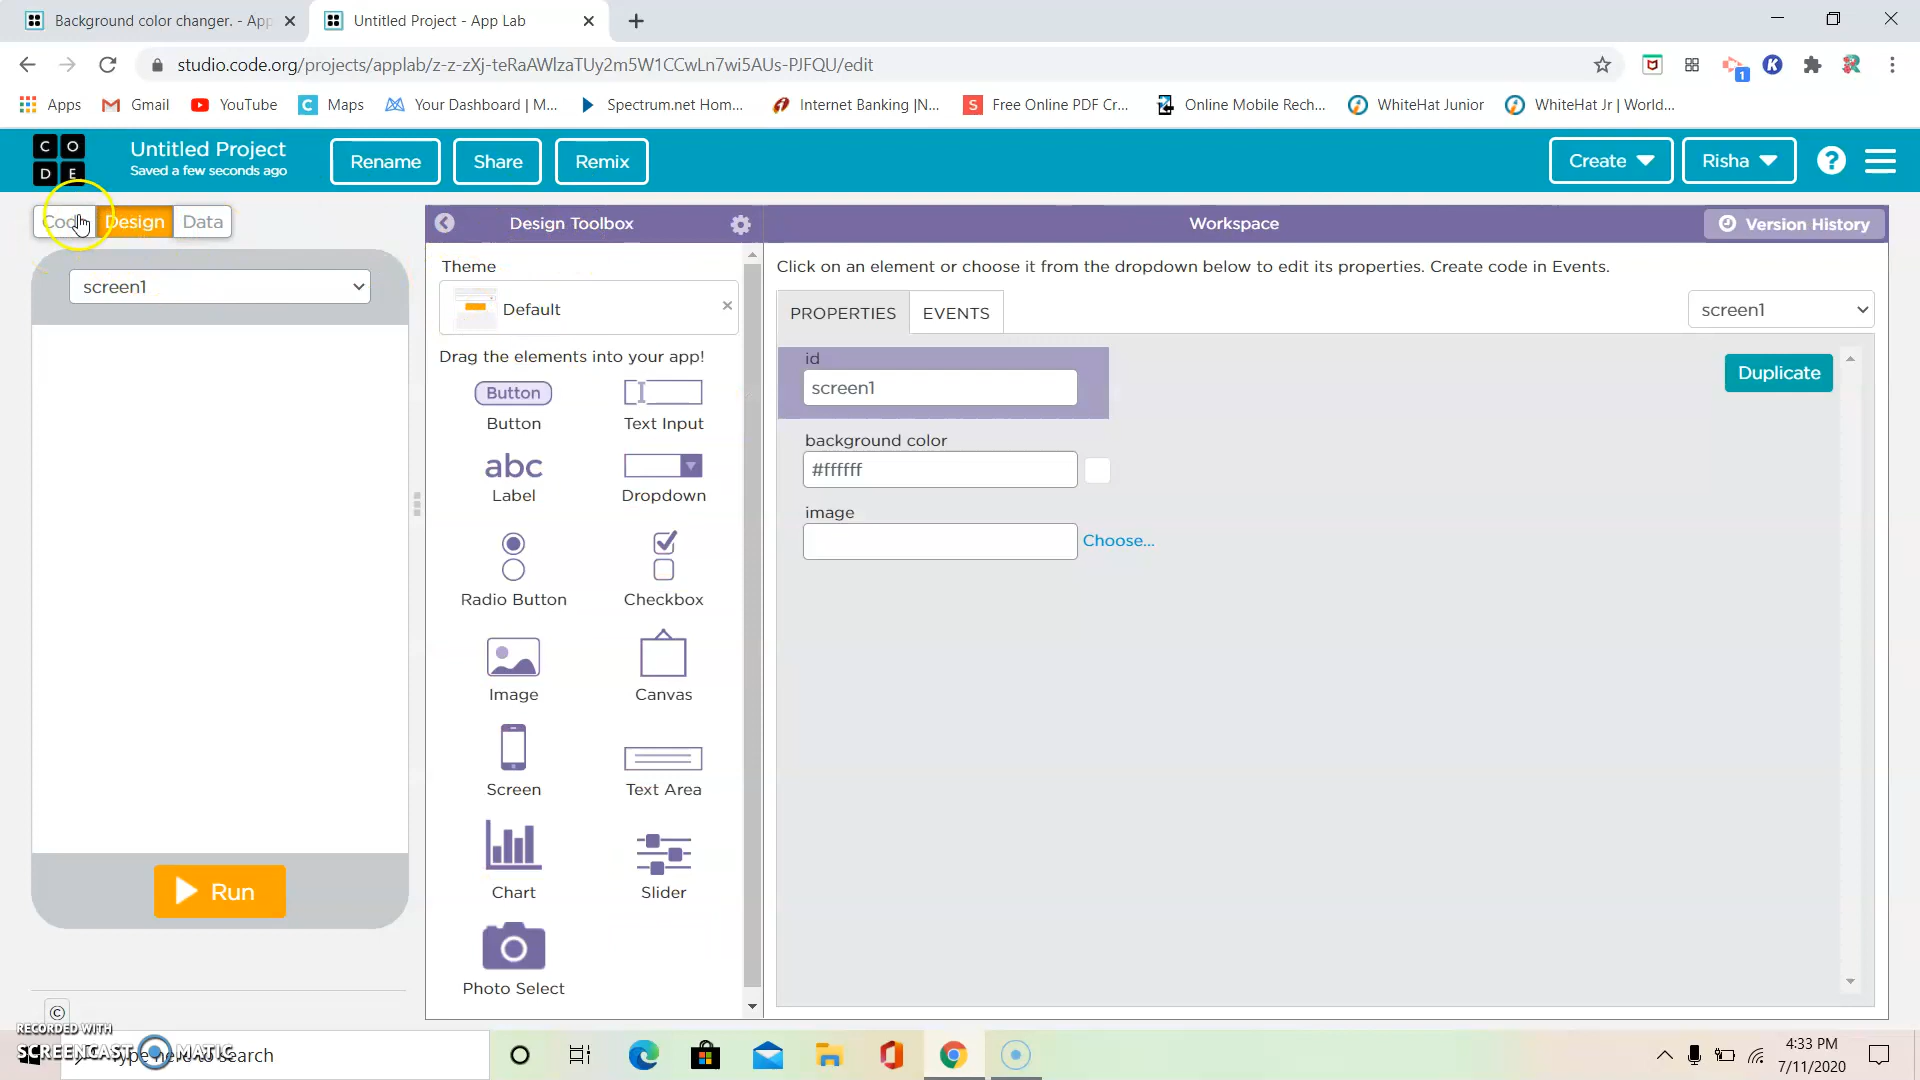 Background color changer. - App
Untitled Project - App Lab
studio.code.org/projects/applab/z-z-zXj-teRaAWlzaTUy2m5W1CCwLn7wi5AUs-PJFQU/edit
1
K
Apps
Gmail
YouTube
C
Maps
Your Dashboard | M...
Spectrum.net Hom...
Internet Banking |N...
S
Free Online PDF Cr...
Online Mobile Rech...
WhiteHat Junior
WhiteHat Jr | World...
C O
D E
Untitled Project
Saved a few seconds ago
Rename
Share
Remix
Create
Risha
?
Code
Design
Data
Design Toolbox
Workspace
Version History
screen1
Theme
Default
Click on an element or choose it from the dropdown below to edit its properties. Create code in Events.
PROPERTIES
EVENTS
screen1
Drag the elements into your app!
Button
Button
Text Input
abc
Label
Dropdown
Radio Button
Checkbox
Image
Canvas
Screen
Text Area
Chart
Slider
Photo Select
id
screen1
Duplicate
background color
#ffffff
image
Choose...
Run
©
RECORDED WITH
SCREENCAST MATIC
Type here to search
4:33 PM
7/11/2020